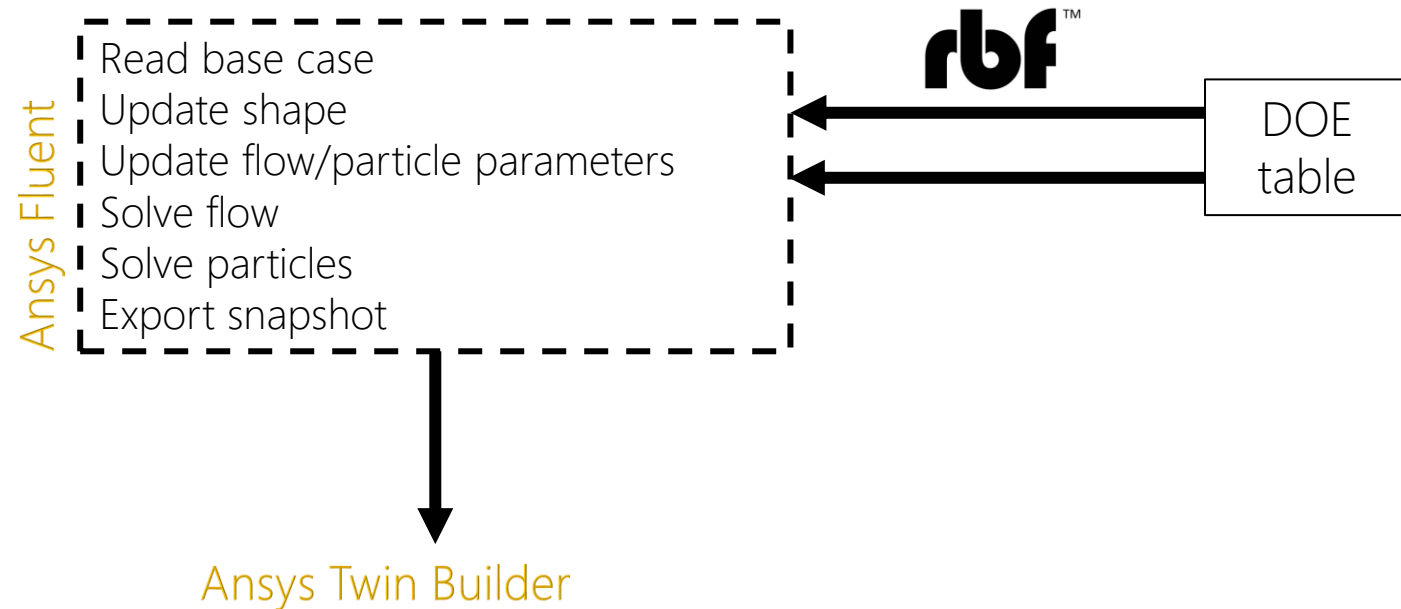 Read base case
Update shape
Update flow/particle parameters
Solve flow
Solve particles
Export snapshot
Ansys Fluent
rbf™
DOE
table
Ansys Twin Builder